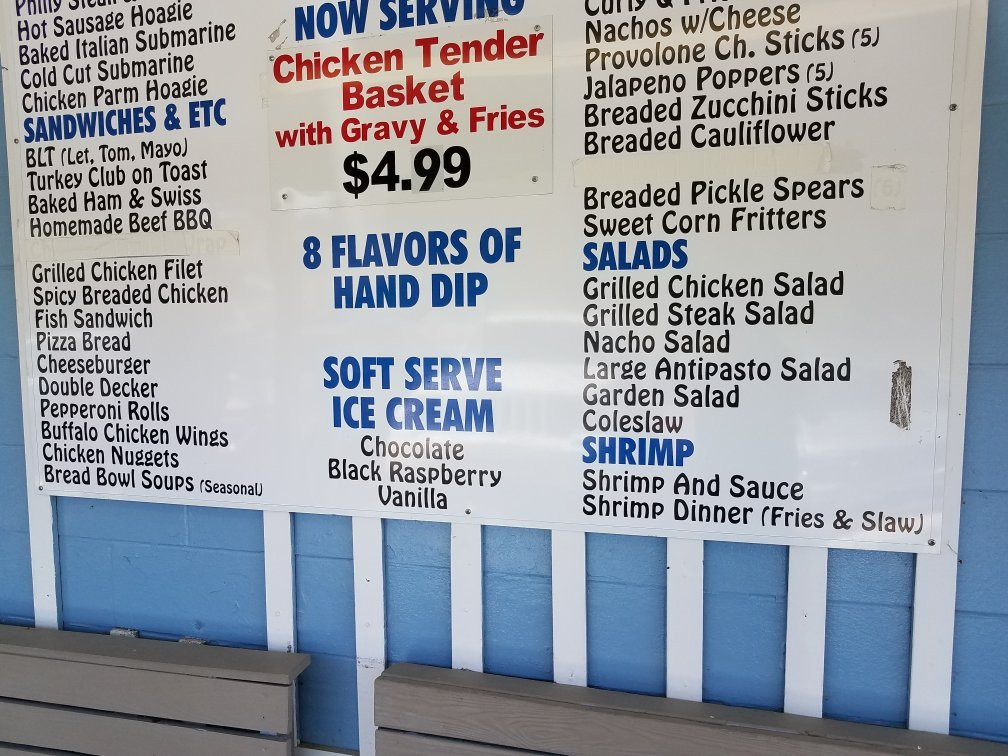 Philly Steak &
Hot Sausage Hoagie
Baked Italian Submarine
Cold Cut Submarine
Chicken Parm Hoagie
SANDWICHES & ETC
BLT (Let, Tom, Mayo)
Turkey Club on Toast
Baked Ham & Swiss
Homemade Beef BBQ
Grilled Chicken Filet
Spicy Breaded Chicken
Fish Sandwich
Pizza Bread
Cheeseburger
Double Decker
Pepperoni Rolls
Buffalo Chicken Wings
Chicken Nuggets
Bread Bowl Soups (Seasonal)
NOW SERVING
Chicken Tender
Basket
with Gravy & Fries
$4.99
8 FLAVORS OF
HAND DIP
SOFT SERVE
ICE CREAM
Chocolate
Black Raspberry
Vanilla
Nachos w/Cheese
Provolone Ch. Sticks (5)
Jalapeno Poppers (5)
Breaded Zucchini Sticks
Breaded Cauliflower
Breaded Pickle Spears (6)
Sweet Corn Fritters
SALADS
Grilled Chicken Salad
Grilled Steak Salad
Nacho Salad
Large Antipasto Salad
Garden Salad
Coleslaw
SHRIMP
Shrimp And Sauce
Shrimp Dinner (Fries & Slaw)